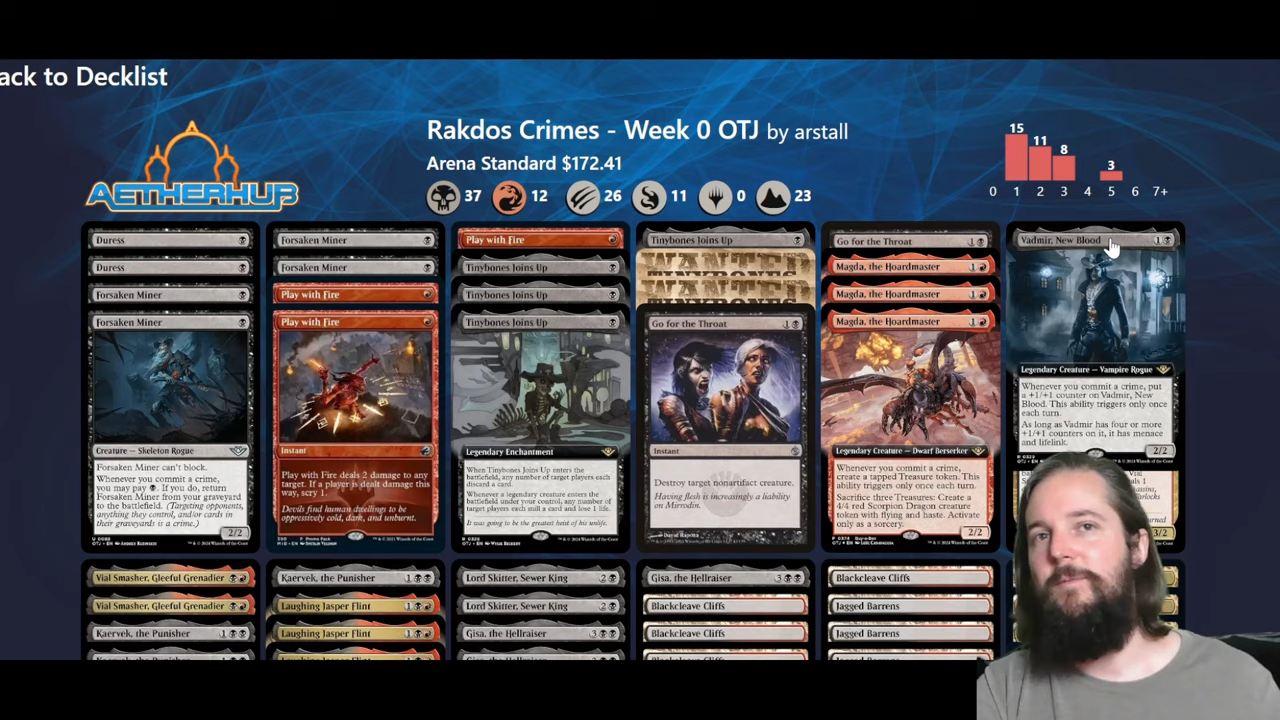 ack to Decklist
AETHERHUB
Rakdos Crimes - Week 0 OTJ by arstall
Arena Standard $172.41
37 12 26 11 0 23
15
11
8
3
0 1 2 3 4 5 6 7+
Duress
Duress
Forsaken Miner
Forsaken Miner
Creature — Skeleton Rogue
Forsaken Miner can't block.
Whenever you commit a crime,
you may pay . If you do, return
Forsaken Miner from your graveyard
to the battlefield. (Targeting opponents,
anything they control, and/or cards in
their graveyards is a crime.)
2/2
Forsaken Miner
Forsaken Miner
Play with Fire
Play with Fire
Instant
Play with Fire deals 2 damage to any
target. If a player is dealt damage this
way, scry 1.
Devils find human dwellings to be
oppressively cold, dark, and unburnt.
Play with Fire
Tinybones Joins Up
Tinybones Joins Up
Tinybones Joins Up
Legendary Enchantment
When Tinybones Joins Up enters the
battlefield, any number of target players each
discard a card.
Whenever a legendary creature enters the
battlefield under your control, any number of
target players each mill a card and lose 1 life.
It was going to be the greatest heist of his unlife.
Tinybones Joins Up
WANTED
WANTED
TINYBONES
Go for the Throat 1
Instant
Destroy target nonartifact creature.
Having flesh is increasingly a liability
on Mirrodin.
Go for the Throat 1
Magda, the Hoardmaster 1
Magda, the Hoardmaster 1
Magda, the Hoardmaster 1
Legendary Creature — Dwarf Berserker
Whenever you commit a crime,
create a tapped Treasure token. This
ability triggers only once each turn.
Sacrifice three Treasures: Create a
4/4 red Scorpion Dragon creature
token with flying and haste. Activate
only as a sorcery.
2/2
Vadmir, New Blood 1
Legendary Creature — Vampire Rogue
Whenever you commit a crime, put
a +1/+1 counter on Vadmir, New
Blood. This ability triggers only once
each turn.
As long as Vadmir has four or more
+1/+1 counters on it, it has menace
and lifelink.
2/2
Vial Smasher, Gleeful Grenadier
Vial Smasher, Gleeful Grenadier
Kaervek, the Punisher 1
Kaervek, the Punisher 1
Laughing Jasper Flint 1
Laughing Jasper Flint 1
Lord Skitter, Sewer King 2
Lord Skitter, Sewer King 2
Gisa, the Hellraiser 3
Gisa, the Hellraiser 3
Blackcleave Cliffs
Blackcleave Cliffs
Blackcleave Cliffs
Jagged Barrens
Jagged Barrens